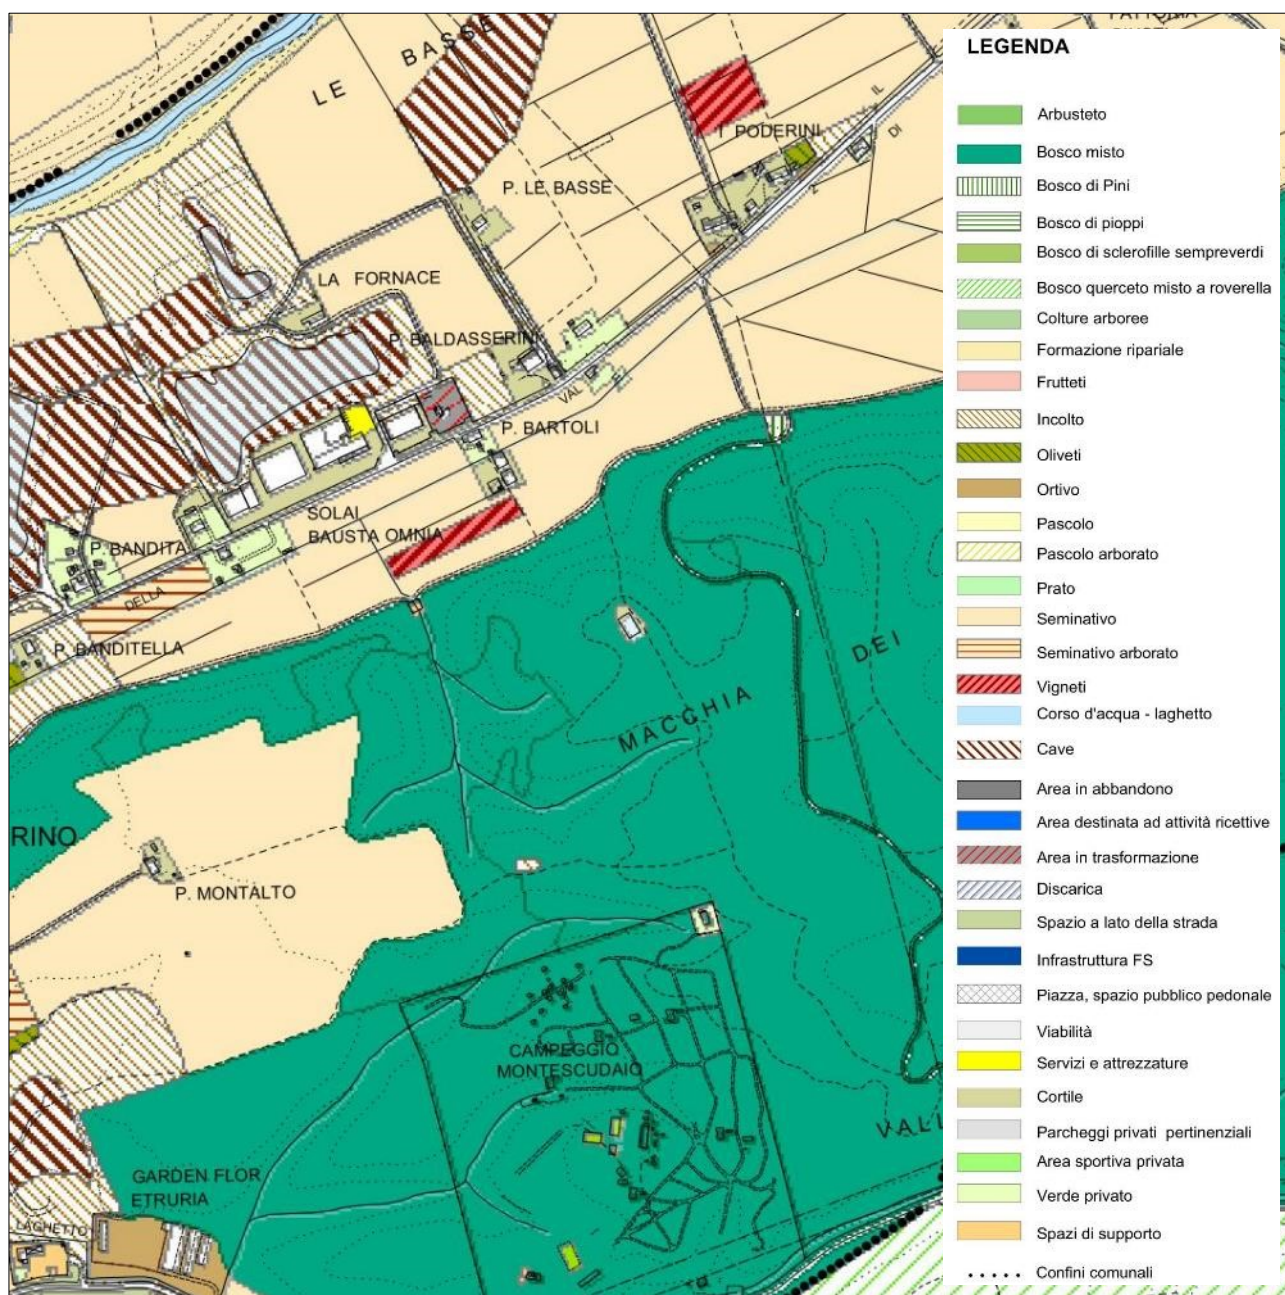 LE BASSE
I PODERINI
IL
DI
P. LE BASSE
LA FORNACE
P. BALDASSERINI
VAL
P. BARTOLI
SOLAI
BAUSTA OMNIA
P. BANDITA
DELLA
P. BANDITELLA
MACCHIA
DEI
RINO
P. MONTALTO
CAMPEGGIO
MONTESCUDAIO
GARDEN FLOR
ETRURIA
LAGHETTO
LEGENDA
Arbusteto
Bosco misto
Bosco di Pini
Bosco di pioppi
Bosco di sclerofille sempreverdi
Bosco querceto misto a roverella
Colture arboree
Formazione ripariale
Frutteti
Incolto
Oliveti
Ortivo
Pascolo
Pascolo arborato
Prato
Seminativo
Seminativo arborato
Vigneti
Corso d'acqua - laghetto
Cave
Area in abbandono
Area destinata ad attività ricettive
Area in trasformazione
Discarica
Spazio a lato della strada
Infrastruttura FS
Piazza, spazio pubblico pedonale
Viabilità
Servizi e attrezzature
Cortile
Parcheggi privati pertinenziali
Area sportiva privata
Verde privato
Spazi di supporto
Confini comunali